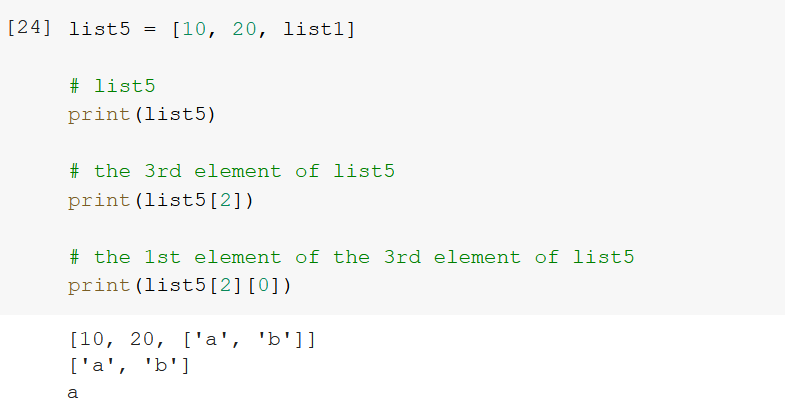 [24] list5 = [10, 20, list1]
# list5
print(list5)
# the 3rd element of list5
print(list5[2])
# the 1st element of the 3rd element of list5
print(list5[2][0])
[10, 20, ['a', 'b']]
['a', 'b']
a